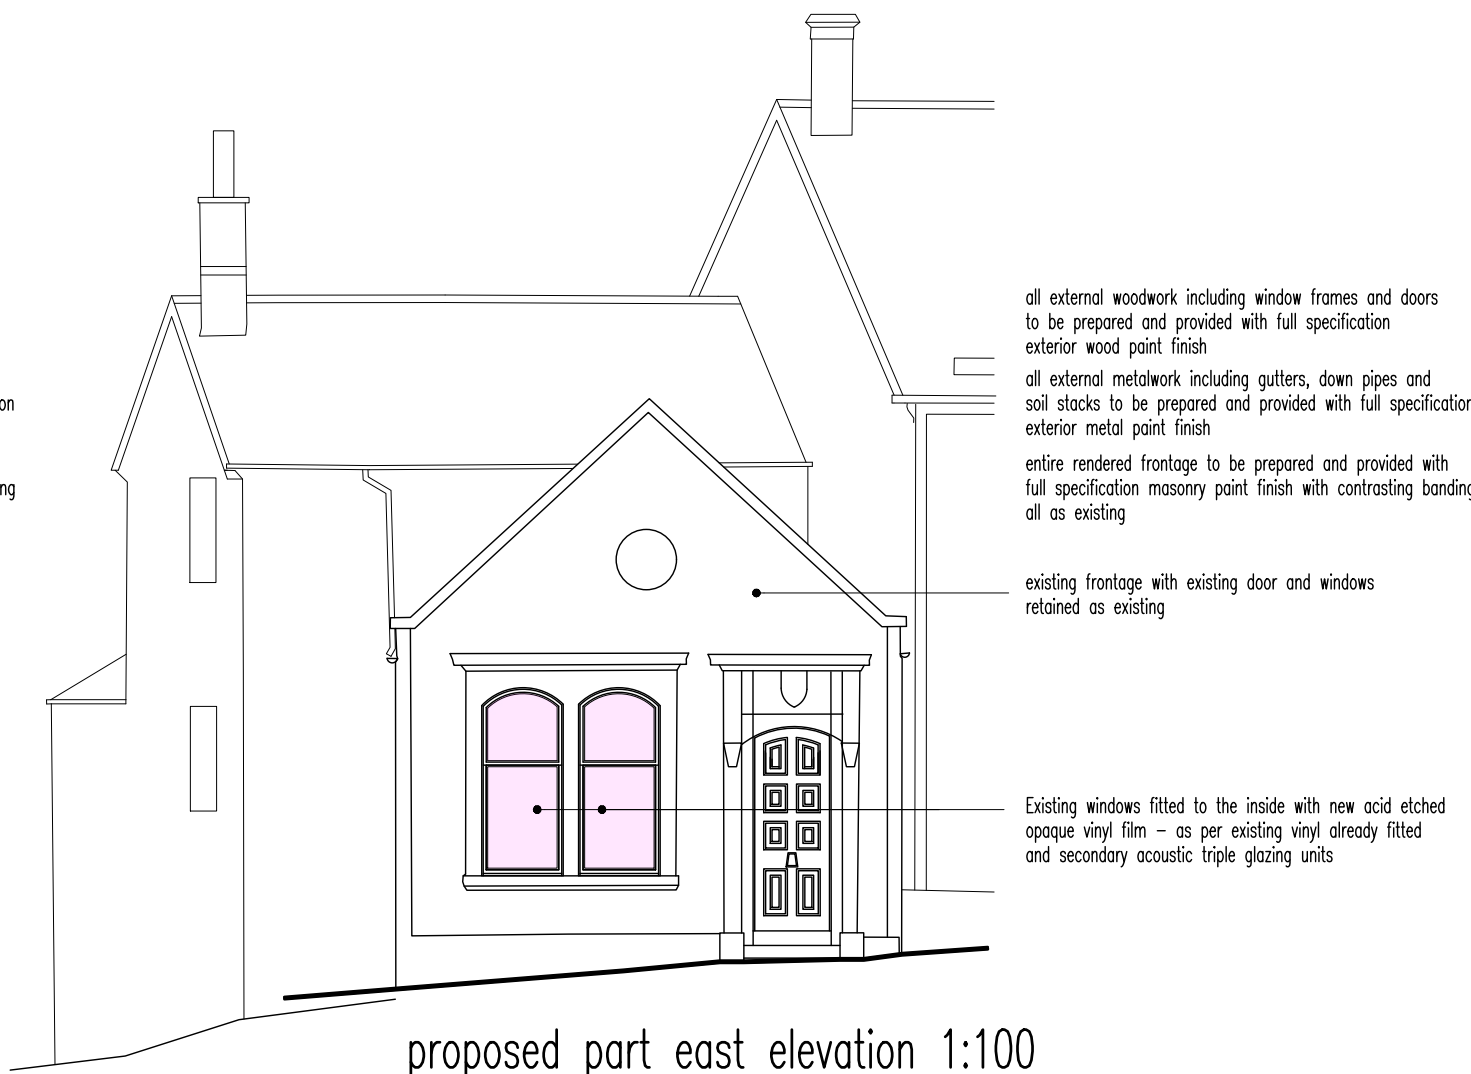 on
ng
all external woodwork including window frames and doors
to be prepared and provided with full specification
exterior wood paint finish
all external metalwork including gutters, down pipes and
soil stacks to be prepared and provided with full specification
exterior metal paint finish
entire rendered frontage to be prepared and provided with
full specification masonry paint finish with contrasting banding
all as existing
existing frontage with existing door and windows
retained as existing
Existing windows fitted to the inside with new acid etched
opaque vinyl film – as per existing vinyl already fitted
and secondary acoustic triple glazing units
proposed part east elevation 1:100